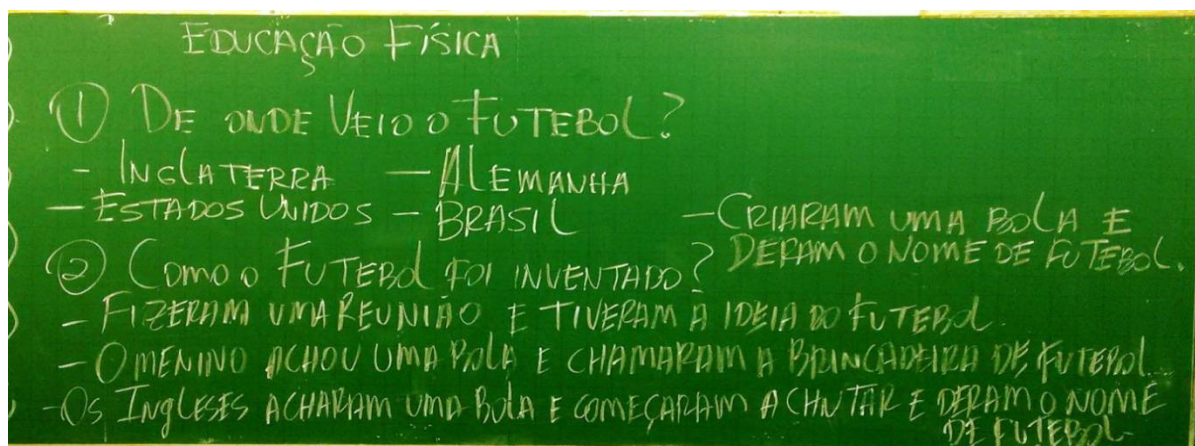 EDUCAÇÃO FÍSICA
① DE ONDE VEIO O FUTEBOL?
- INGLATERRA - ALEMANHA
- ESTADOS UNIDOS - BRASIL
- CRIARAM UMA BOLA E
DERAM O NOME DE FUTEBOL.
② COMO O FUTEBOL FOI INVENTADO?
- FIZERAM UMA REUNIÃO E TIVERAM A IDEIA DO FUTEBOL.
- O MENINO ACHOU UMA BOLA E CHAMARAM A BRINCADEIRA DE FUTEBOL.
- OS INGLESES ACHARAM UMA BOLA E COMEÇARAM A CHUTAR E DERAM O NOME
DE FUTEBOL